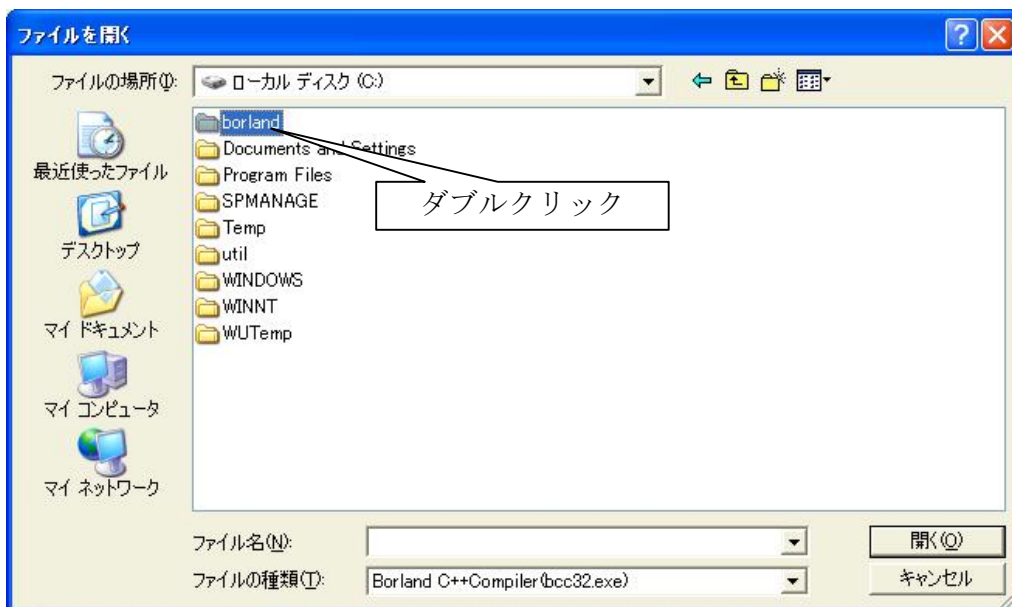 ファイルを開く
ファイルの場所(I):
ローカル ディスク (C:)
最近使ったファイル
デスクトップ
マイ ドキュメント
マイ コンピュータ
マイ ネットワーク
borland
Documents and Settings
Program Files
SPMANAGE
Temp
util
WINDOWS
WINNT
WUTemp
ダブルクリック
ファイル名(N):
開く(O)
ファイルの種類(T):
Borland C++Compiler(bcc32.exe)
キャンセル